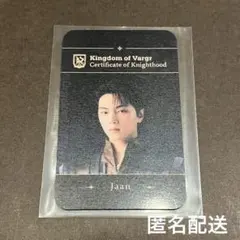 Kingdom of Vargr
Certificate of Knighthood
Jaan
匿名配送